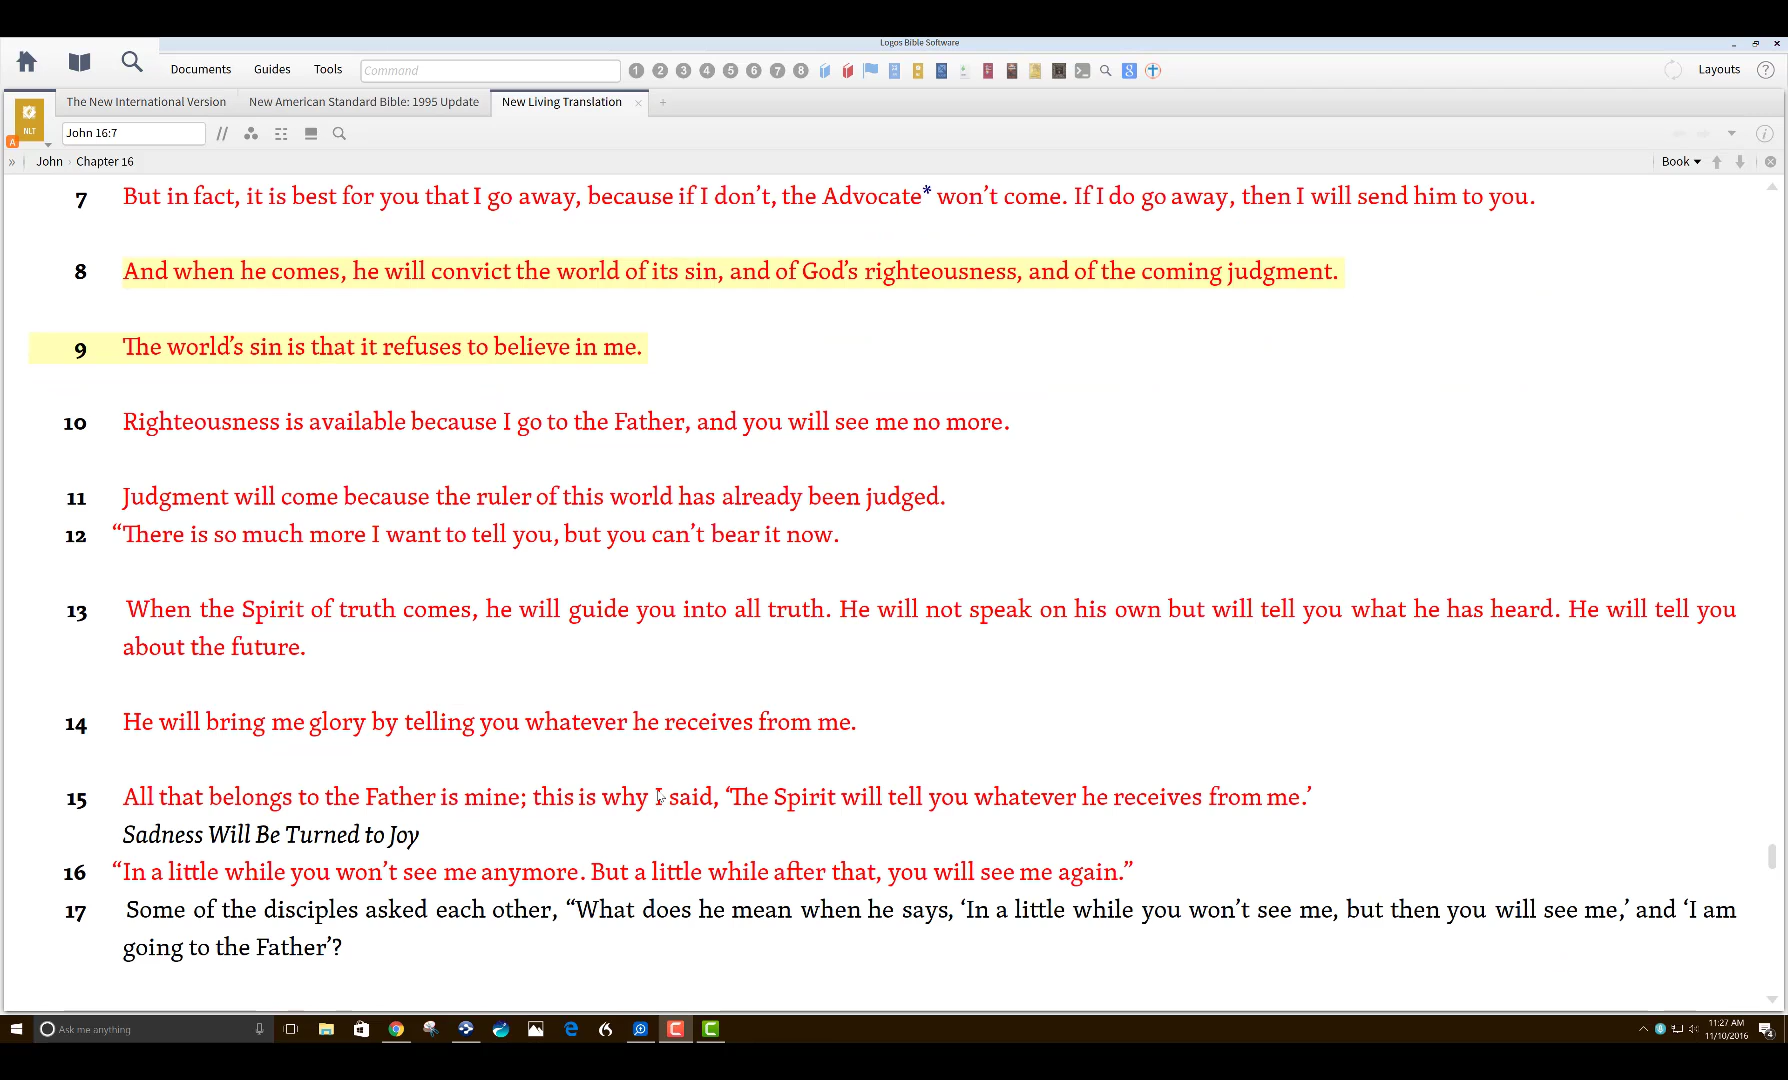 Logos Bible Software
Documents Guides Tools Command 1 2 3 4 5 6 7 8 Layouts
The New International Version New American Standard Bible: 1995 Update New Living Translation
NLT
A
John 16:7
John Chapter 16 Book
7 But in fact, it is best for you that I go away, because if I don’t, the Advocate* won’t come. If I do go away, then I will send him to you.
8 And when he comes, he will convict the world of its sin, and of God’s righteousness, and of the coming judgment.
9 The world’s sin is that it refuses to believe in me.
10 Righteousness is available because I go to the Father, and you will see me no more.
11 Judgment will come because the ruler of this world has already been judged.
12 “There is so much more I want to tell you, but you can’t bear it now.
13 When the Spirit of truth comes, he will guide you into all truth. He will not speak on his own but will tell you what he has heard. He will tell you
about the future.
14 He will bring me glory by telling you whatever he receives from me.
15 All that belongs to the Father is mine; this is why I said, ‘The Spirit will tell you whatever he receives from me.’
Sadness Will Be Turned to Joy
16 “In a little while you won’t see me anymore. But a little while after that, you will see me again.”
17 Some of the disciples asked each other, “What does he mean when he says, ‘In a little while you won’t see me, but then you will see me,’ and ‘I am
going to the Father’?
Ask me anything
11:27 AM
11/10/2016
4